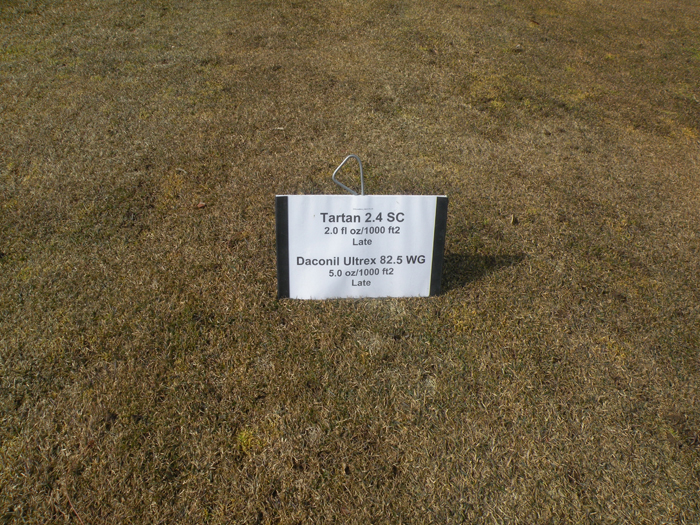 Tartan 2.4 SC
2.0 fl oz/1000 ft2
Late
Daconil Ultrex 82.5 WG
5.0 oz/1000 ft2
Late